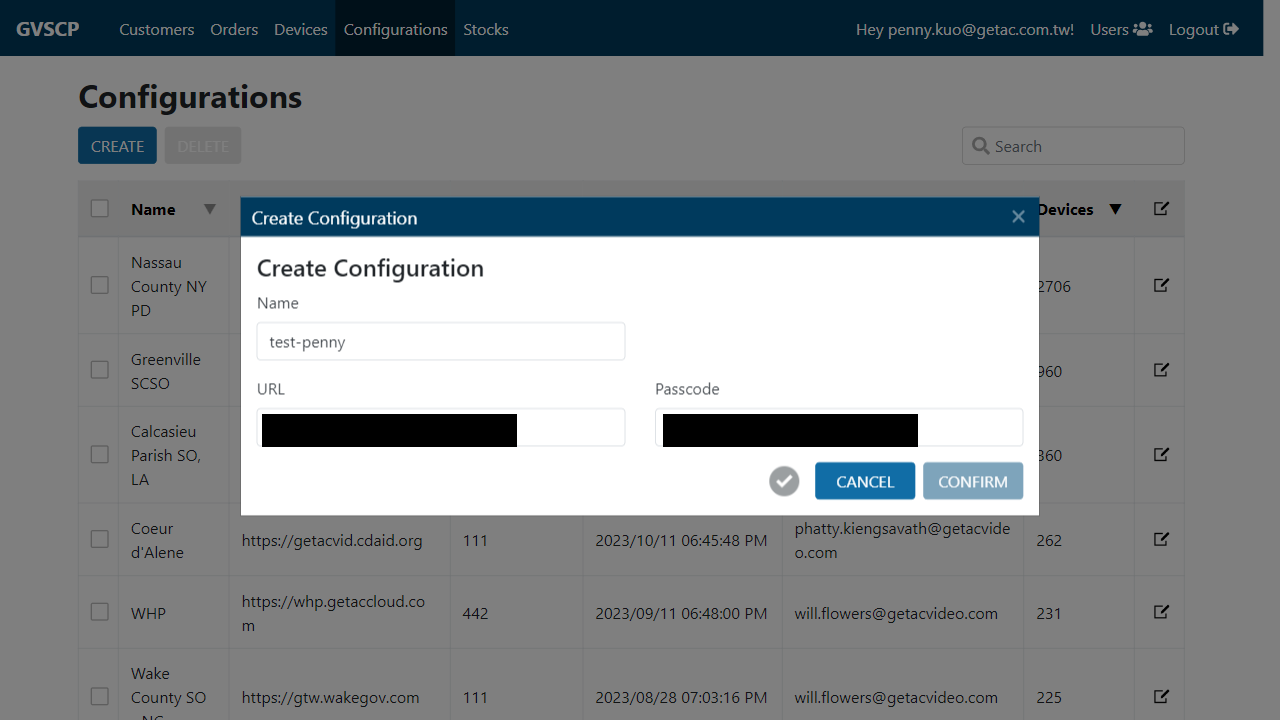 GVSCP Customers Orders Devices Configurations Stocks Hey penny.kuo@getac.com.tw! Users Logout
Configurations
CREATE DELETE Search
Name Devices
Create Configuration
Create Configuration
Name
test-penny
URL Passcode
CANCEL CONFIRM
Nassau
County NY
PD
2706
Greenville
SCSO
960
Calcasieu
Parish SO,
LA
360
Coeur
d'Alene
https://getacvid.cdaid.org
111
2023/10/11 06:45:48 PM
phatty.kiengsavath@getacvide
o.com
262
WHP
https://whp.getaccloud.co
m
442
2023/09/11 06:48:00 PM
will.flowers@getacvideo.com
231
Wake
County SO
https://gtw.wakegov.com
111
2023/08/28 07:03:16 PM
will.flowers@getacvideo.com
225